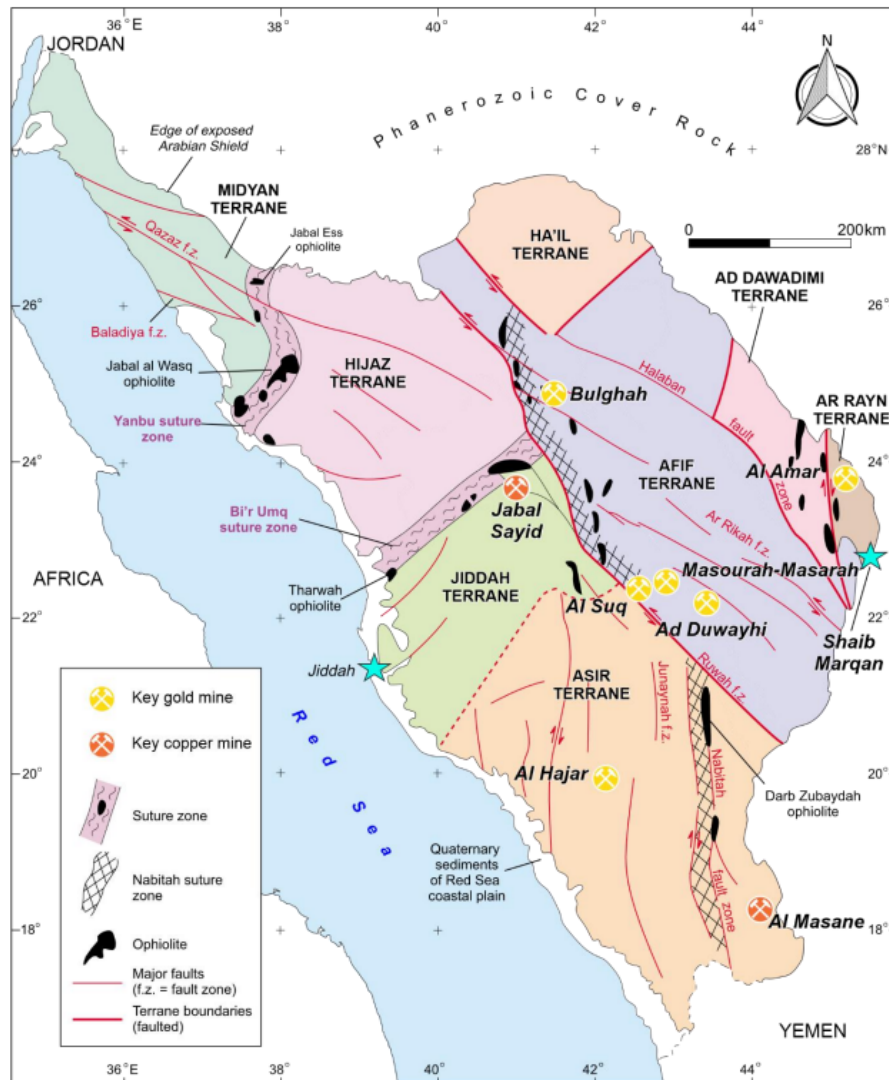 36°E
38
40
42
44
JORDAN
N
Phanerozoic Cover Rock
Edge of exposed
Arabian Shield
28°N
MIDYAN
TERRANE
Qazaz f.z.
Jabal Ess
ophiolite
HA'IL
TERRANE
0
200km
AD DAWADIMI
TERRANE
26°
26°
Baladiya f.z.
Jabal al Wasq
ophiolite
HIJAZ
TERRANE
Halaban
fault
zone
Bulghah
AR RAYN
TERRANE
Yanbu suture
zone
24°
24°
Al Amar
AFIF
TERRANE
Jabal
Sayid
Ar Rikah f.z.
Bi'r Umq
suture zone
AFRICA
Tharwah
ophiolite
JIDDAH
TERRANE
Masourah-Masarah
Al Suq
22°
22°
Ad Duwayhi
Shaib
Marqan
Jiddah
ASIR
TERRANE
Junaynah f.z.
Ruwah f.z.
Key gold mine
Key copper mine
Red Sea
20°
20°
Al Hajar
Nabitah
fault zone
Darb Zubaydah
ophiolite
Suture zone
Quaternary
sediments
of Red Sea
coastal plain
Nabitah suture
zone
18°
18°
Al Masane
Ophiolite
Major faults
(f.z. = fault zone)
Terrane boundaries
(faulted)
YEMEN
36°
38°
40°
42°
44°